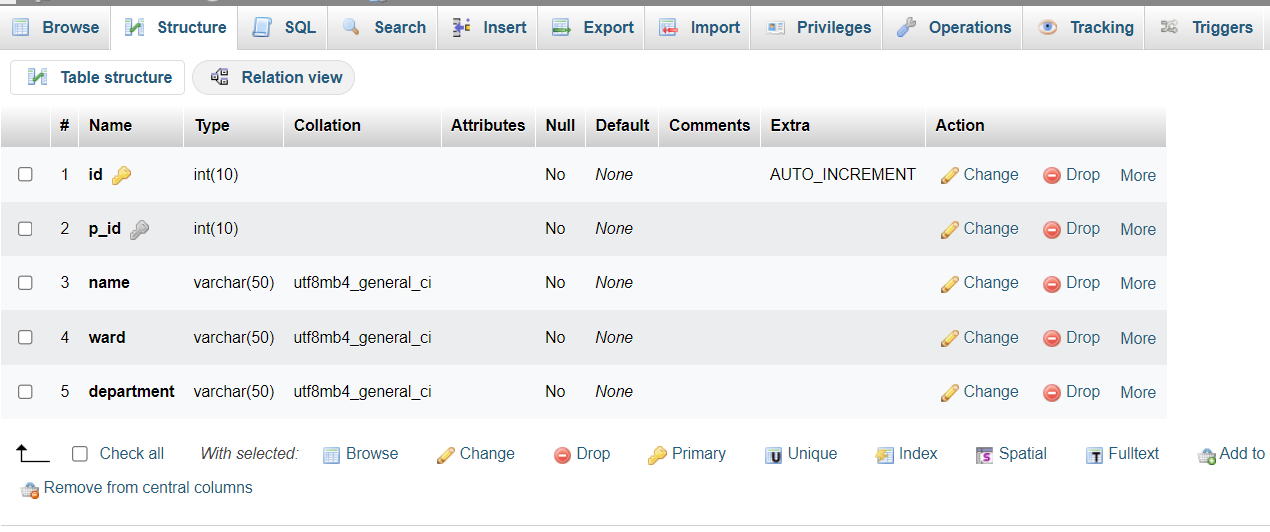 Browse Structure SQL Search Insert Export Import Privileges Operations Tracking Triggers
Table structure Relation view
# Name Type Collation Attributes Null Default Comments Extra Action
1 id int(10) No None AUTO_INCREMENT Change Drop More
2 p_id int(10) No None Change Drop More
3 name varchar(50) utf8mb4_general_ci No None Change Drop More
4 ward varchar(50) utf8mb4_general_ci No None Change Drop More
5 department varchar(50) utf8mb4_general_ci No None Change Drop More
Check all With selected: Browse Change Drop Primary Unique Index Spatial Fulltext Add to
Remove from central columns